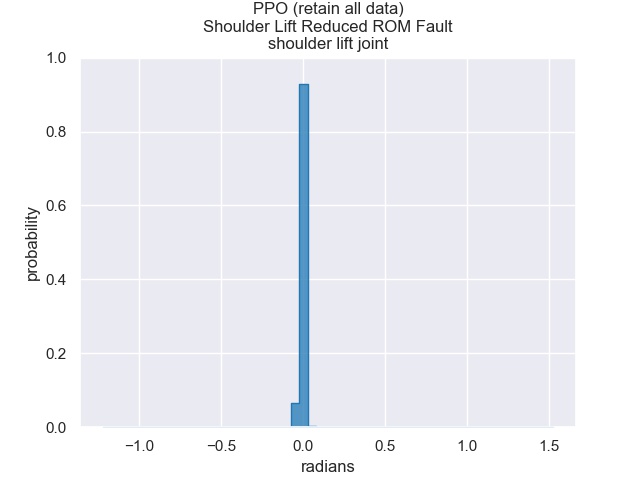 PPO (retain all data)
Shoulder Lift Reduced ROM Fault
shoulder lift joint
1.0
0.8
0.6
0.4
0.2
0.0
probability
−1.0 −0.5 0.0 0.5 1.0 1.5
radians